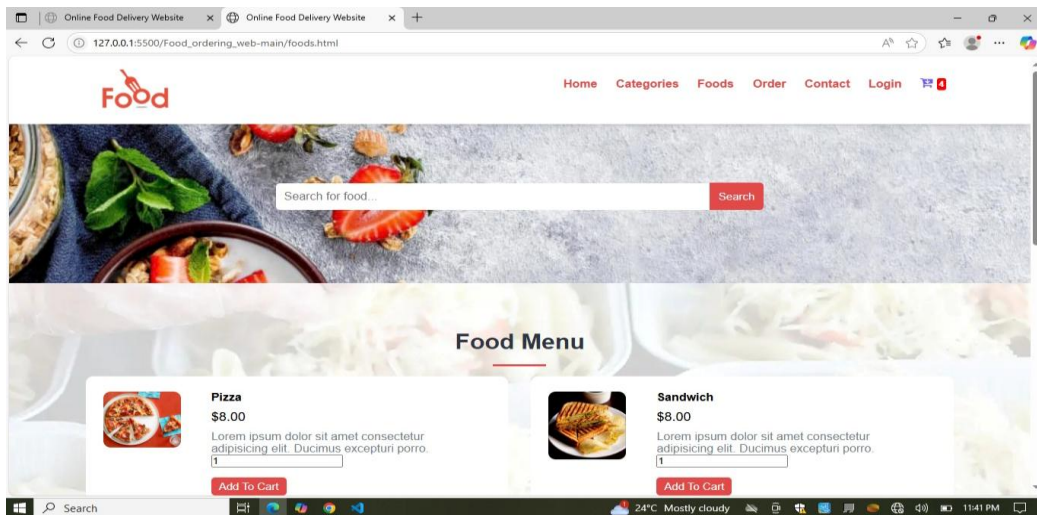 Online Food Delivery Website
Online Food Delivery Website
127.0.0.1:5500/Food_ordering_web-main/foods.html
Food
Home Categories Foods Order Contact Login 4
Search for food...
Search
Food Menu
Pizza
$8.00
Lorem ipsum dolor sit amet consectetur
adipisicing elit. Ducimus excepturi porro.
1
Add To Cart
Sandwich
$8.00
Lorem ipsum dolor sit amet consectetur
adipisicing elit. Ducimus excepturi porro.
1
Add To Cart
Search
24°C Mostly cloudy
11:41 PM